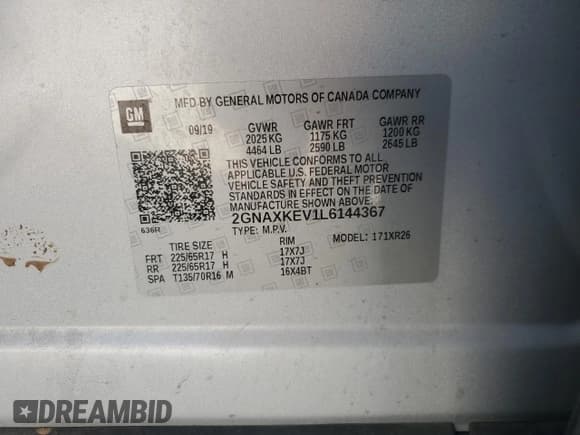 GM
MFD BY GENERAL MOTORS OF CANADA COMPANY
09/19 GVWR GAWR FRT GAWR RR
2025 KG 1175 KG 1200 KG
4464 LB 2590 LB 2645 LB
THIS VEHICLE CONFORMS TO ALL
APPLICABLE U.S. FEDERAL MOTOR
VEHICLE SAFETY AND THEFT PREVENTION
STANDARDS IN EFFECT ON THE DATE OF
MANUFACTURE SHOWN ABOVE.
636R 2GNAXKEV1L6144367
TYPE: M.P.V. MODEL: 171XR26
TIRE SIZE RIM
FRT 225/65R17 H 17X7J
RR 225/65R17 H 17X7J
SPA T135/70R16 M 16X4BT
DREAMBID